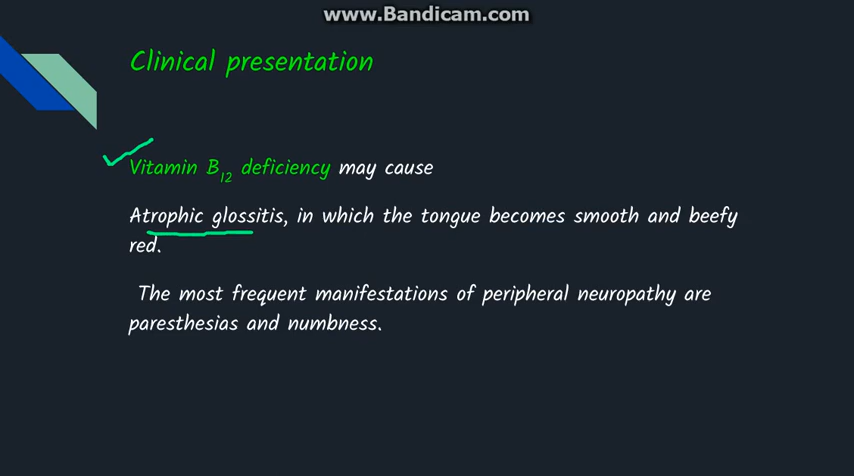 www.Bandicam.com
Clinical presentation
Vitamin B12 deficiency may cause
Atrophic glossitis, in which the tongue becomes smooth and beefy
red.
The most frequent manifestations of peripheral neuropathy are
paresthesias and numbness.